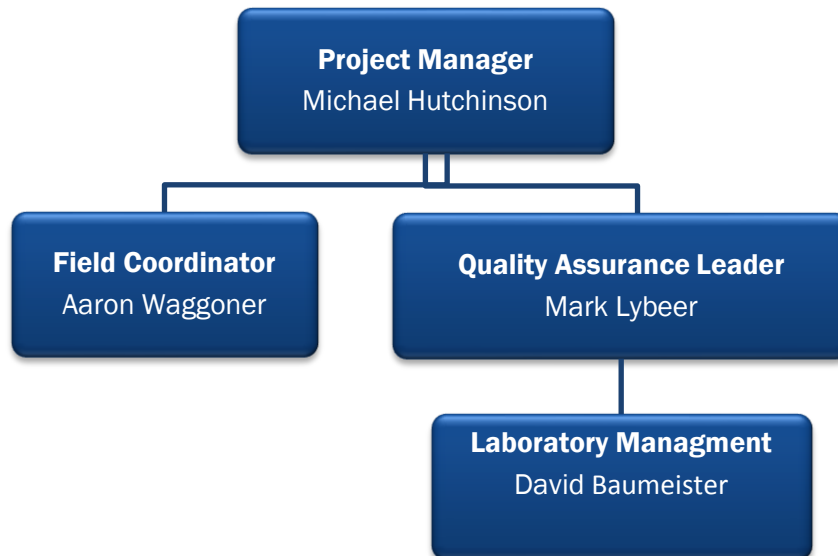 Project Manager
Michael Hutchinson
Field Coordinator
Aaron Waggoner
Quality Assurance Leader
Mark Lybeer
Laboratory Managment
David Baumeister